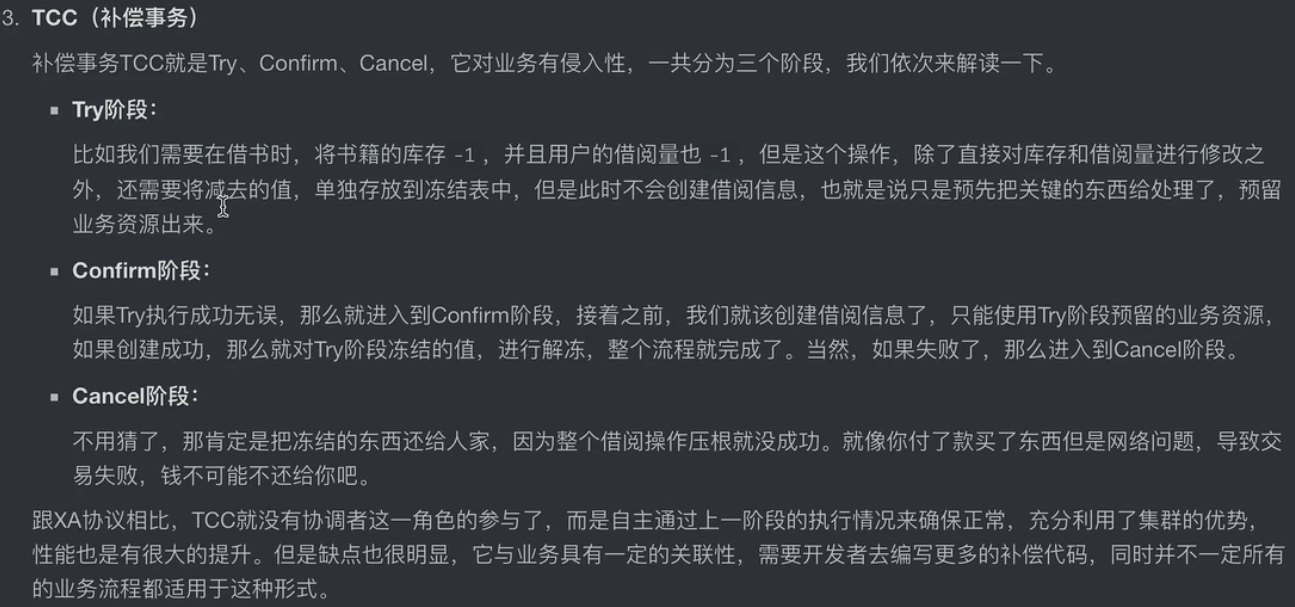 3. TCC（补偿事务）
补偿事务TCC就是Try、Confirm、Cancel，它对业务有侵入性，一共分为三个阶段，我们依次来解读一下。
▪ Try阶段：
比如我们需要在借书时，将书籍的库存 -1 ，并且用户的借阅量也 -1 ，但是这个操作，除了直接对库存和借阅量进行修改之
外，还需要将减去的值，单独存放到冻结表中，但是此时不会创建借阅信息，也就是说只是预先把关键的东西给处理了，预留
业务资源出来。
▪ Confirm阶段：
如果Try执行成功无误，那么就进入到Confirm阶段，接着之前，我们就该创建借阅信息了，只能使用Try阶段预留的业务资源，
如果创建成功，那么就对Try阶段冻结的值，进行解冻，整个流程就完成了。当然，如果失败了，那么进入到Cancel阶段。
▪ Cancel阶段：
不用猜了，那肯定是把冻结的东西还给人家，因为整个借阅操作压根就没成功。就像你付了款买了东西但是网络问题，导致交
易失败，钱不可能不还给你吧。
跟XA协议相比，TCC就没有协调者这一角色的参与了，而是自主通过上一阶段的执行情况来确保正常，充分利用了集群的优势，
性能也是有很大的提升。但是缺点也很明显，它与业务具有一定的关联性，需要开发者去编写更多的补偿代码，同时并不一定所有
的业务流程都适用于这种形式。